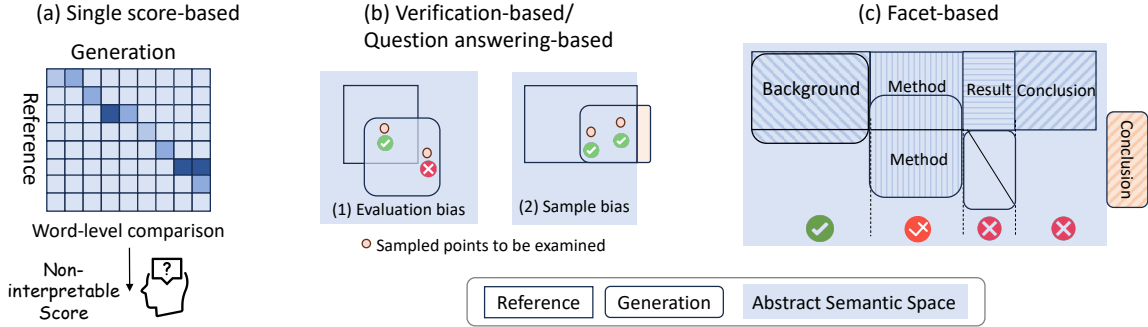 (a) Single score-based
Generation
Reference
Word-level comparison
Non-
interpretable
Score
?
(b) Verification-based/
Question answering-based
(1) Evaluation bias
(2) Sample bias
Sampled points to be examined
(c) Facet-based
Background
Method
Result
Conclusion
Method
Conclusion
Reference
Generation
Abstract Semantic Space